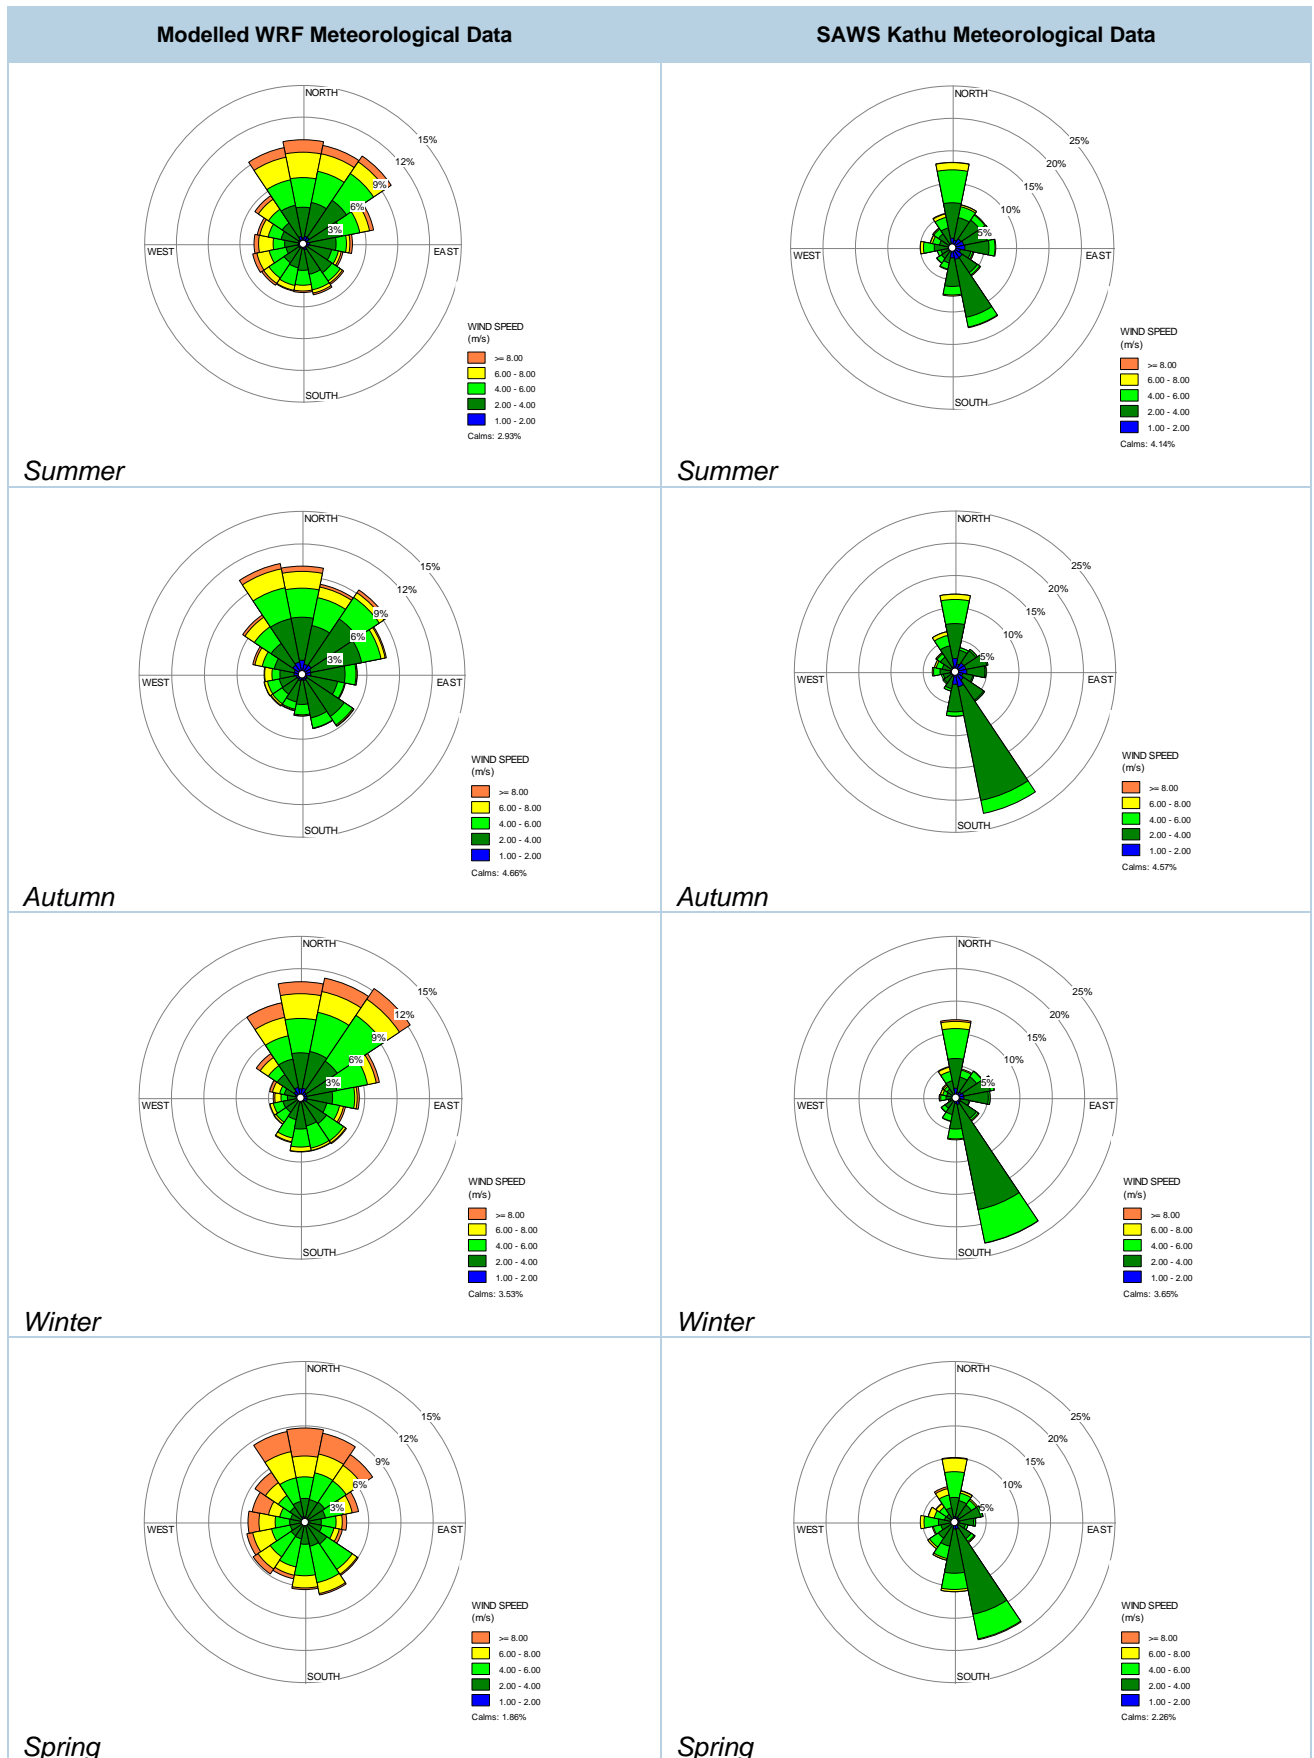 Modelled WRF Meteorological Data
SAWS Kathu Meteorological Data
NORTH
15%
12%
9%
6%
3%
WEST
EAST
SOUTH
WIND SPEED
(m/s)
>= 8.00
6.00 - 8.00
4.00 - 6.00
2.00 - 4.00
1.00 - 2.00
Calms: 2.93%
Summer
NORTH
25%
20%
15%
10%
5%
WEST
EAST
SOUTH
WIND SPEED
(m/s)
>= 8.00
6.00 - 8.00
4.00 - 6.00
2.00 - 4.00
1.00 - 2.00
Calms: 4.14%
Summer
NORTH
15%
12%
9%
6%
3%
WEST
EAST
SOUTH
WIND SPEED
(m/s)
>= 8.00
6.00 - 8.00
4.00 - 6.00
2.00 - 4.00
1.00 - 2.00
Calms: 4.66%
Autumn
NORTH
25%
20%
15%
10%
5%
WEST
EAST
SOUTH
WIND SPEED
(m/s)
>= 8.00
6.00 - 8.00
4.00 - 6.00
2.00 - 4.00
1.00 - 2.00
Calms: 4.57%
Autumn
NORTH
15%
12%
9%
6%
3%
WEST
EAST
SOUTH
WIND SPEED
(m/s)
>= 8.00
6.00 - 8.00
4.00 - 6.00
2.00 - 4.00
1.00 - 2.00
Calms: 3.53%
Winter
NORTH
25%
20%
15%
10%
5%
WEST
EAST
SOUTH
WIND SPEED
(m/s)
>= 8.00
6.00 - 8.00
4.00 - 6.00
2.00 - 4.00
1.00 - 2.00
Calms: 3.65%
Winter
NORTH
15%
12%
9%
6%
3%
WEST
EAST
SOUTH
WIND SPEED
(m/s)
>= 8.00
6.00 - 8.00
4.00 - 6.00
2.00 - 4.00
1.00 - 2.00
Calms: 1.86%
Spring
NORTH
25%
20%
15%
10%
5%
WEST
EAST
SOUTH
WIND SPEED
(m/s)
>= 8.00
6.00 - 8.00
4.00 - 6.00
2.00 - 4.00
1.00 - 2.00
Calms: 2.26%
Spring